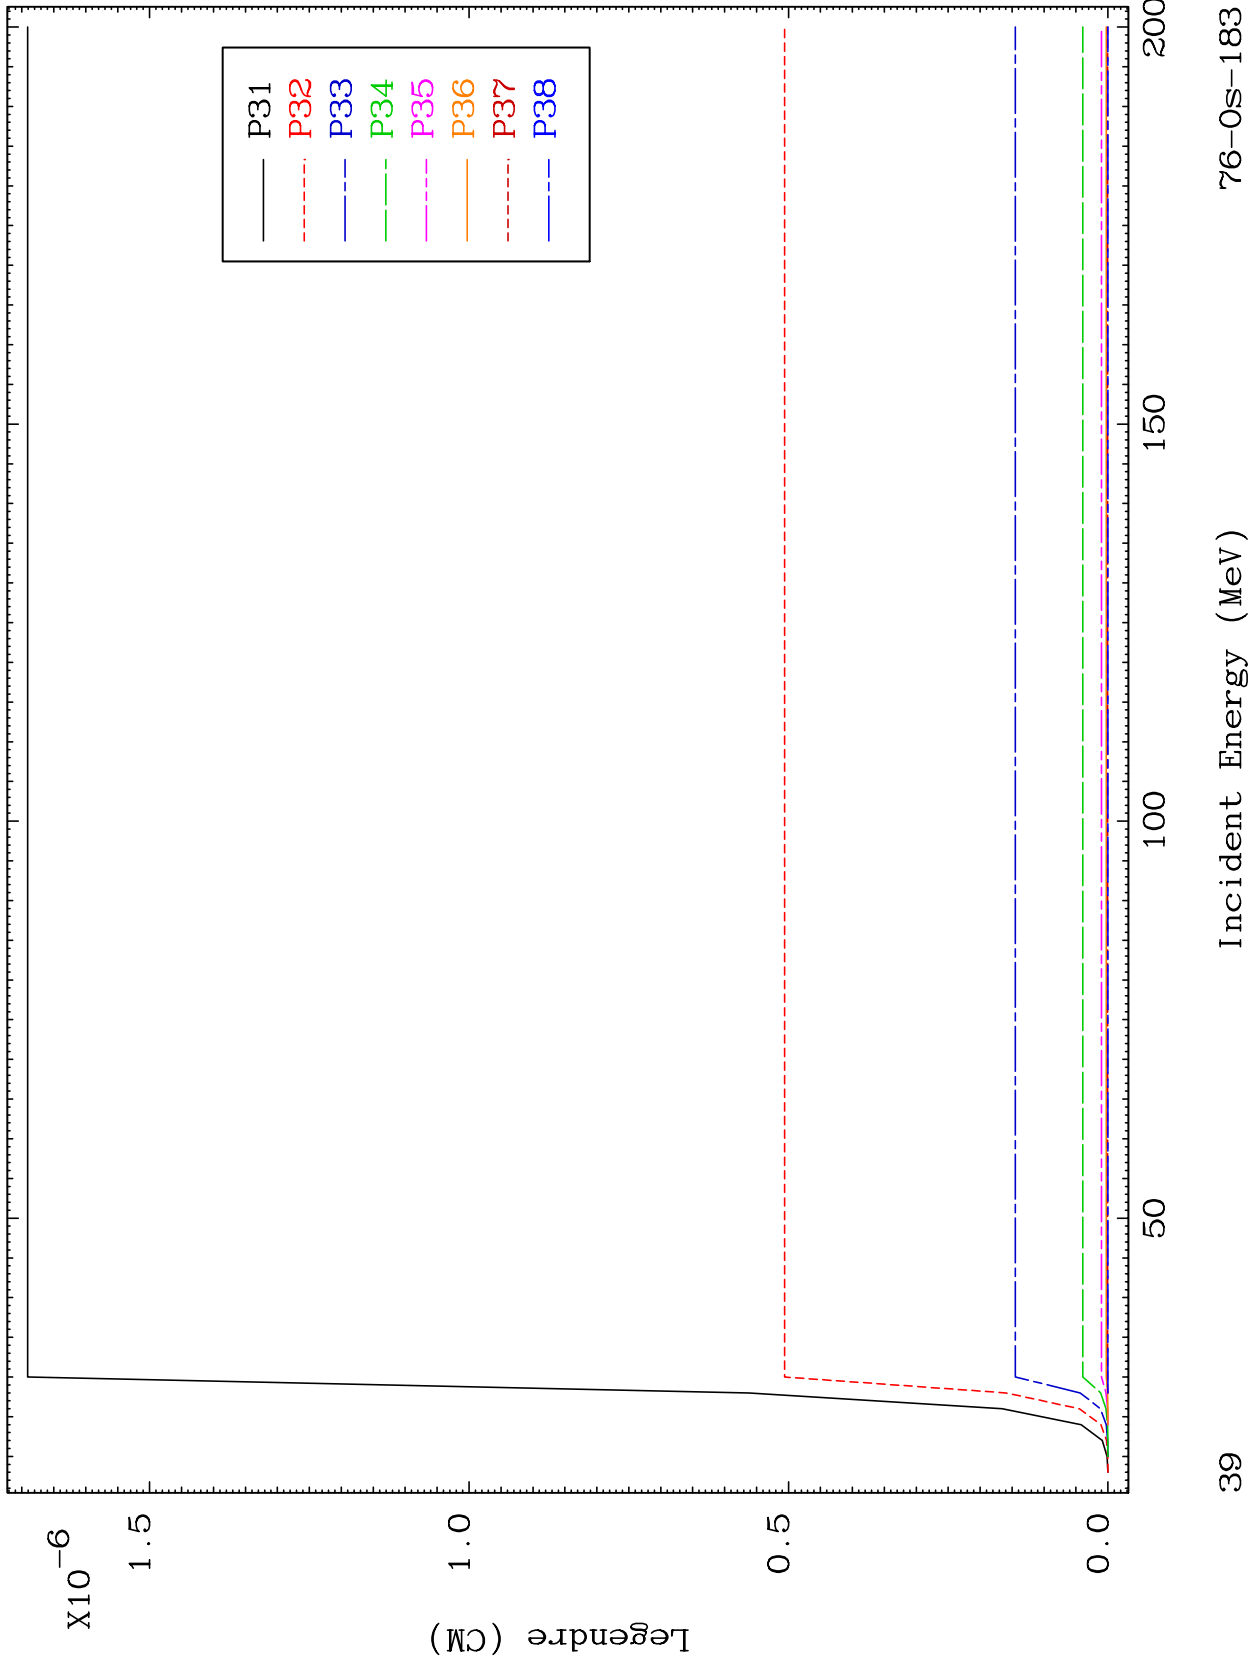 X10-6
1.5
1.0
0.5
0.0
Legendre (CM)
P31
P32
P33
P34
P35
P36
P37
P38
50
100
150
200
Incident Energy (MeV)
39
76-Os-183